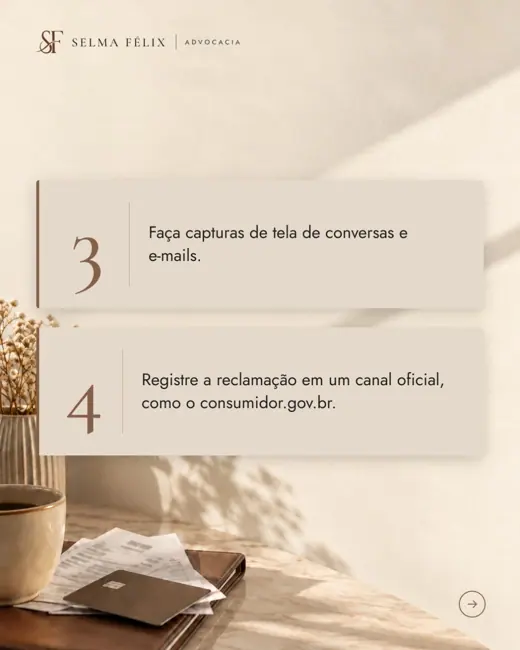 SF SELMA FÉLIX | ADVOCACIA
3
Faça capturas de tela de conversas e
e-mails.
4
Registre a reclamação em um canal oficial,
como o consumidor.gov.br.